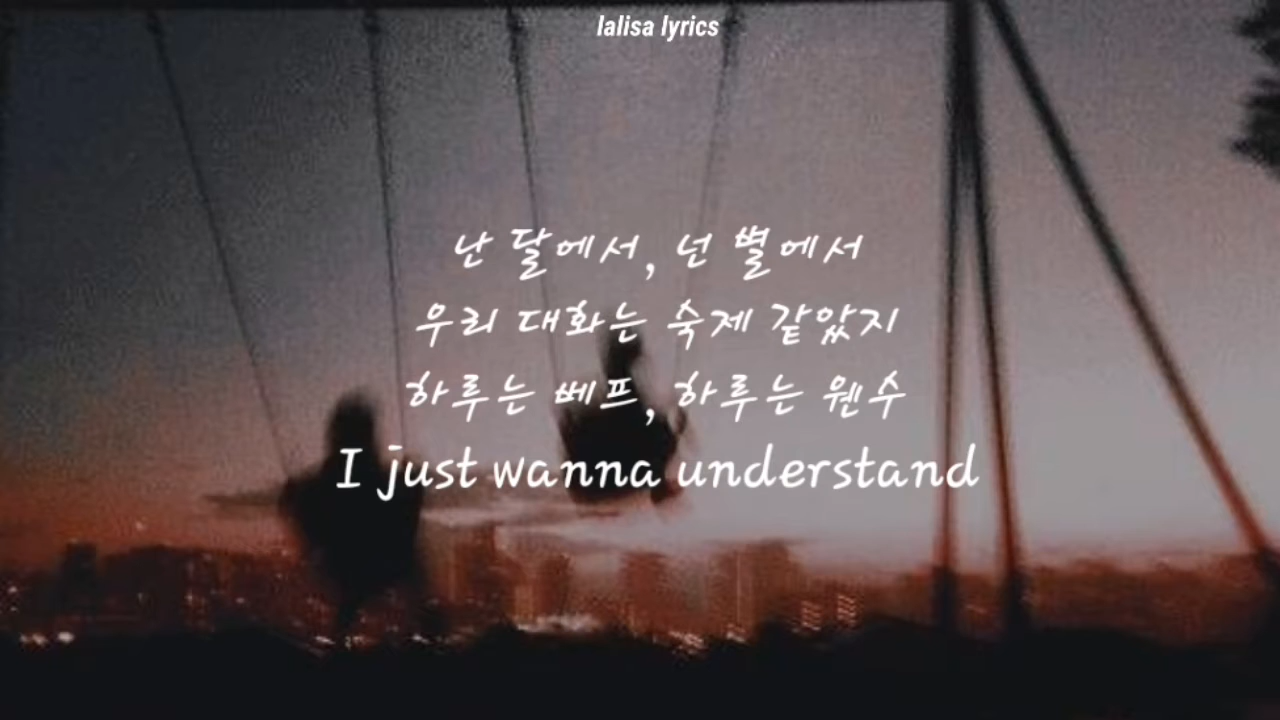 lalisa lyrics
난 달에서, 넌 별에서
우리 대화는 숙제 같았지
하루는 베프, 하루는 웬수
I just wanna understand